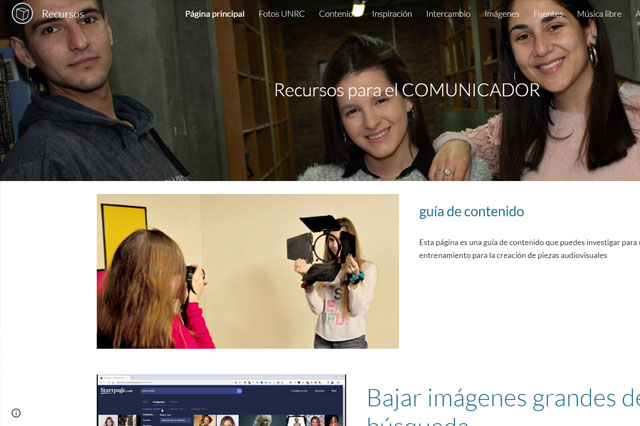 Recursos
Página principal Fotos UNRC Contenido Inspiración Intercambio Imágenes Fuentes Música libre A
Recursos para el COMUNICADOR
guía de contenido
Esta página es una guía de contenido que puedes investigar para
entrenamiento para la creación de piezas audiovisuales
Startpage.com
Bajar imágenes grandes de
búsqueda